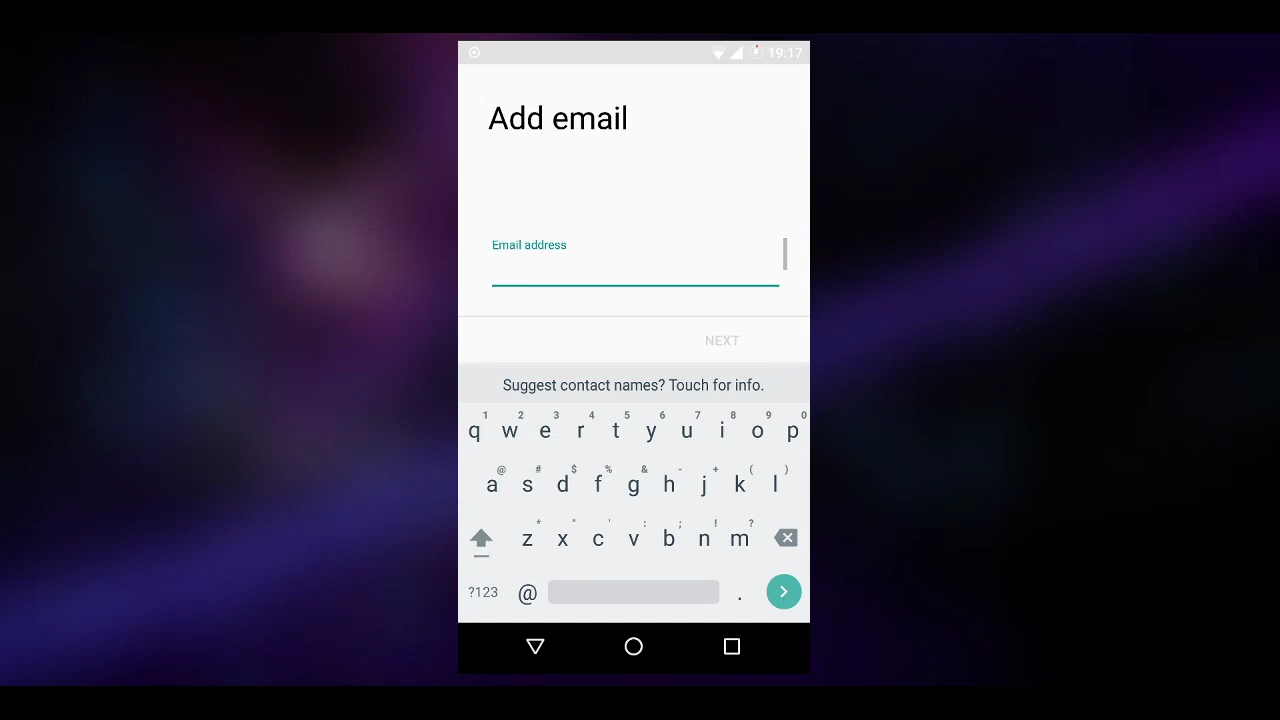 19:17
Add email
Email address
NEXT
Suggest contact names? Touch for info.
1 2 3 4 5 6 7 8 9 0
q w e r t y u i o p
@ # $ % & - + ( )
a s d f g h j k l
* " ' : ; ! ?
z x c v b n m
?123 @ .